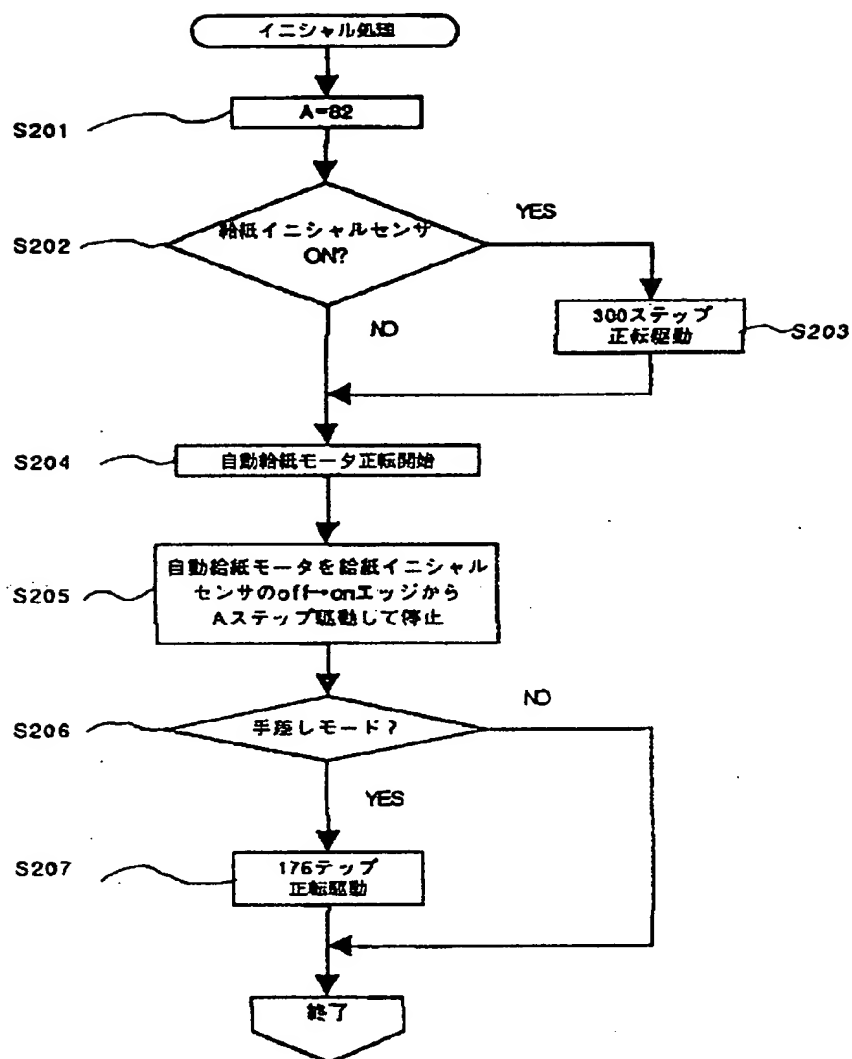 イニシャル処理
S201
A=82
S202
給紙イニシャルセンサ
ON?
YES
NO
300ステップ
正転駆動
S203
S204
自動給紙モータ正転開始
S205
自動給紙モータを給紙イニシャル
センサのoff→onエッジから
Aステップ駆動して停止
S206
手差しモード?
NO
YES
S207
176テップ
正転駆動
終了